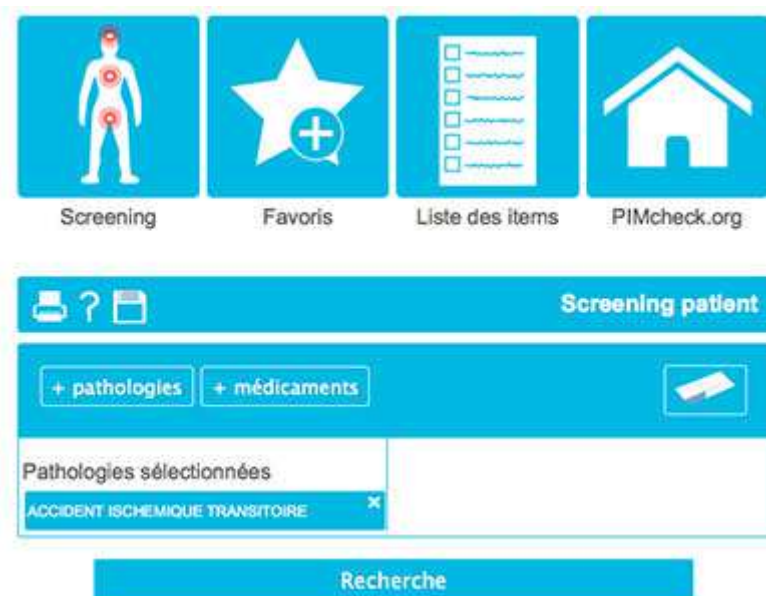 Screening Favoris Liste des items PIMcheck.org
? Screening patient
+ pathologies + médicaments
Pathologies sélectionnées
ACCIDENT ISCHEMIQUE TRANSITOIRE ×
Recherche